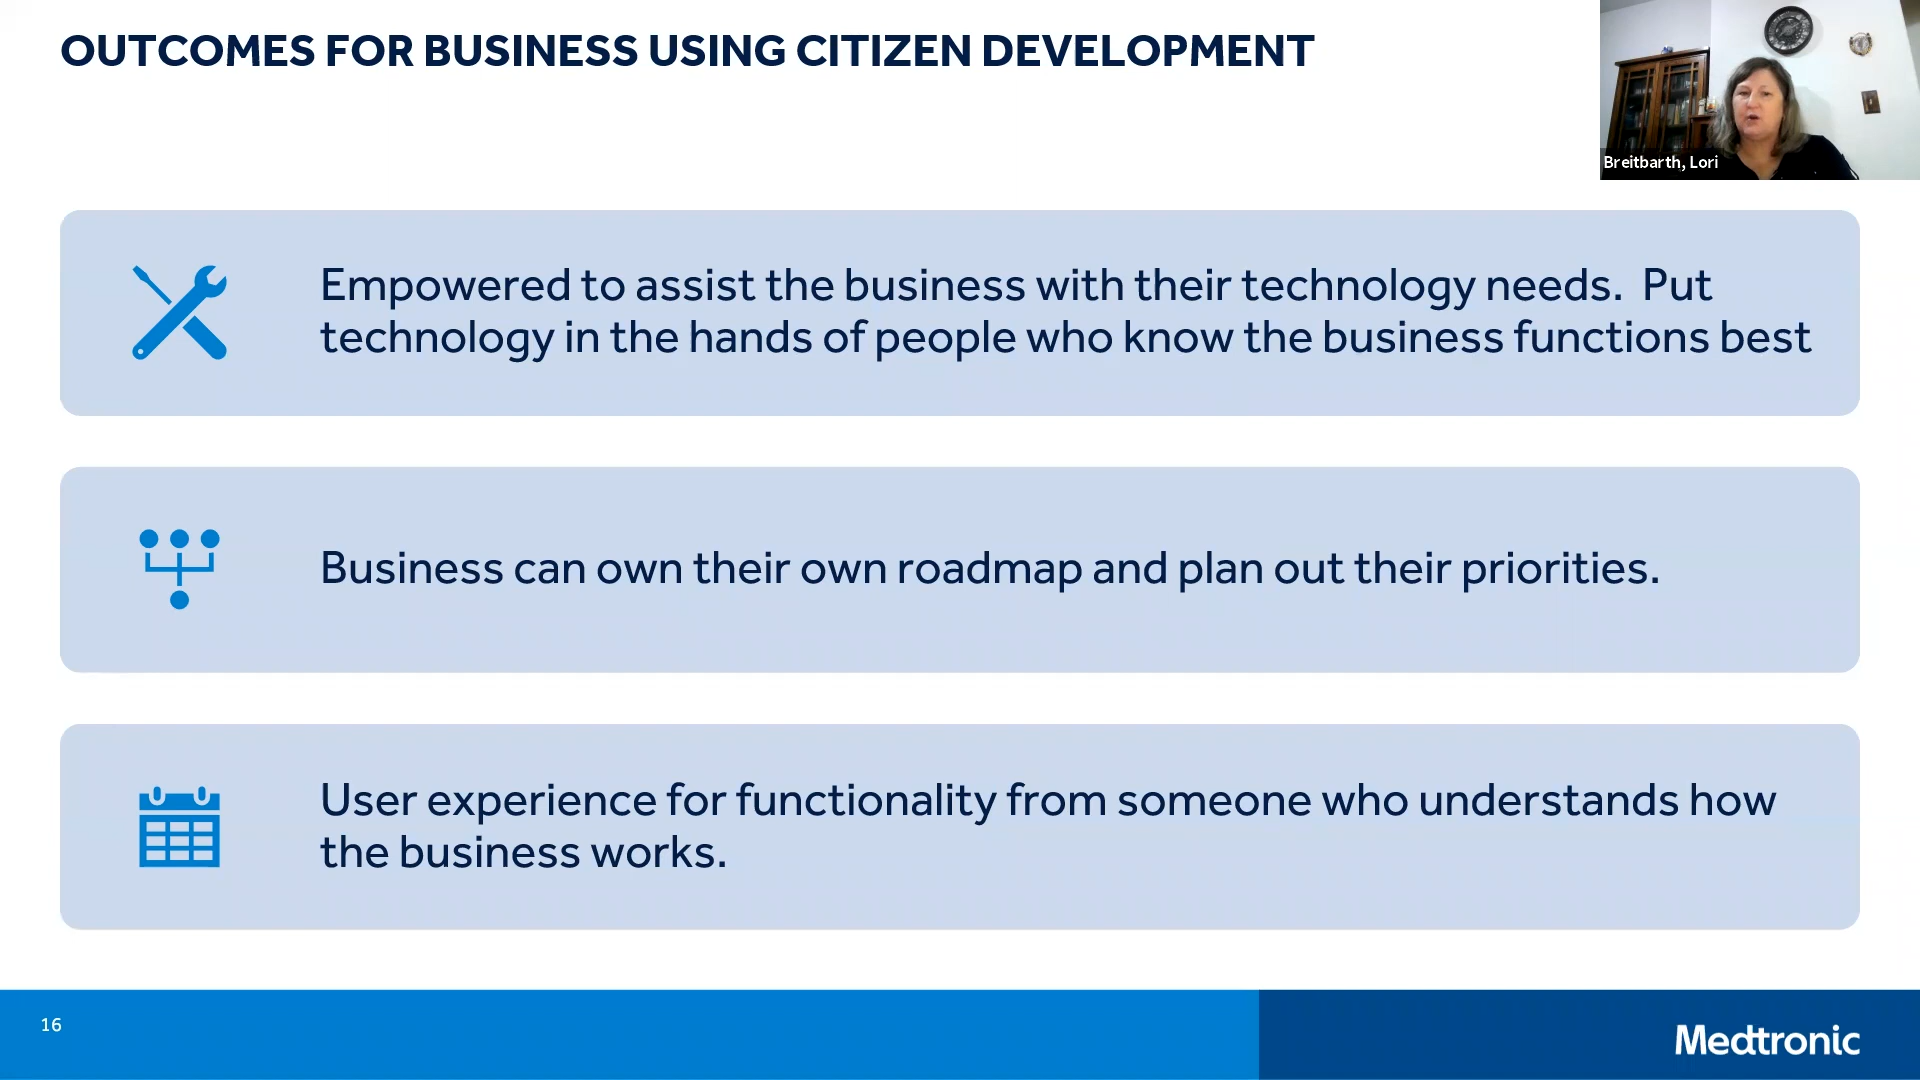 OUTCOMES FOR BUSINESS USING CITIZEN DEVELOPMENT
Breitbarth, Lori
Empowered to assist the business with their technology needs.  Put
technology in the hands of people who know the business functions best
Business can own their own roadmap and plan out their priorities.
User experience for functionality from someone who understands how
the business works.
16
Medtronic